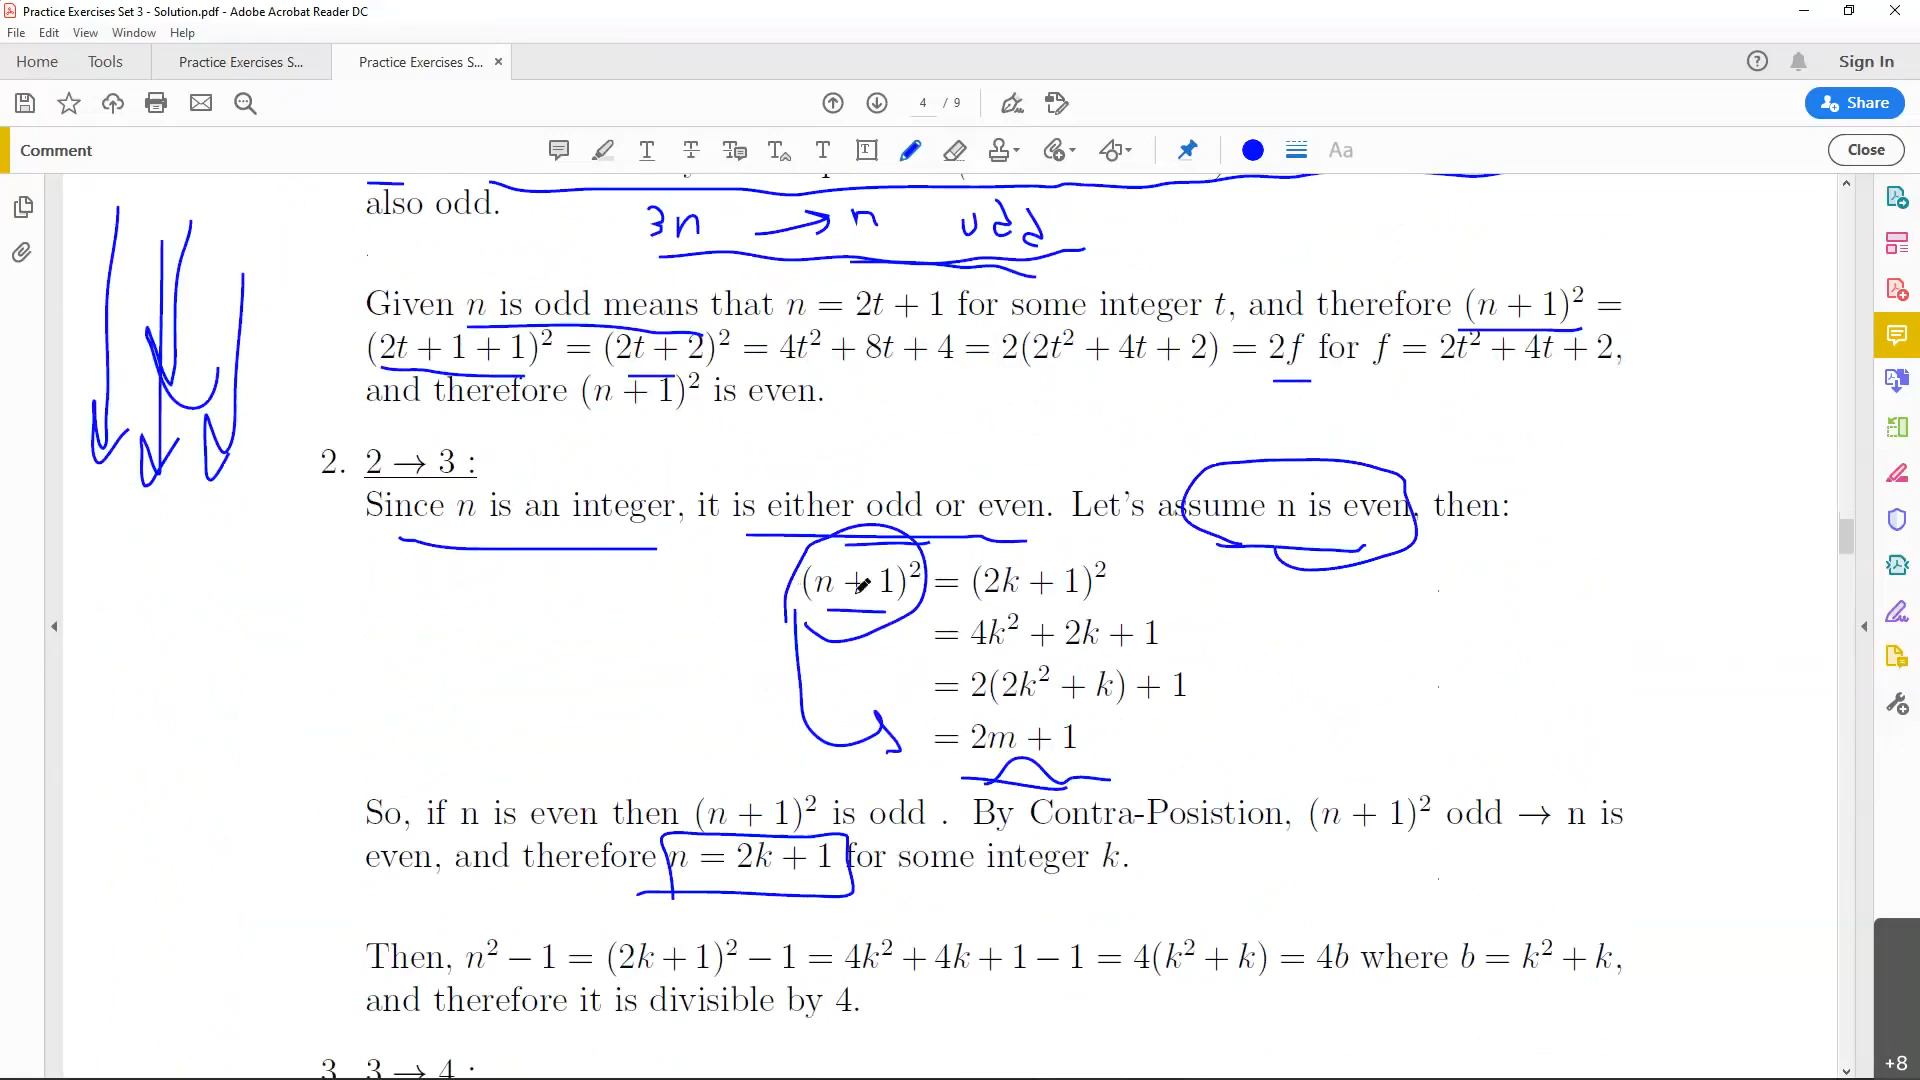 Practice Exercises Set 3 - Solution.pdf - Adobe Acrobat Reader DC
File Edit View Window Help
Home Tools Practice Exercises S... Practice Exercises S... ×
Sign In
4 / 9
Share
Comment
Aa
Close
also odd.
3n → n odd
Given n is odd means that n = 2t + 1 for some integer t, and therefore (n + 1)² =
(2t + 1 + 1)² = (2t + 2)² = 4t² + 8t + 4 = 2(2t² + 4t + 2) = 2f for f = 2t² + 4t + 2,
and therefore (n + 1)² is even.
2. 2 → 3 :
Since n is an integer, it is either odd or even. Let's assume n is even, then:
(n + 1)² = (2k + 1)²
= 4k² + 2k + 1
= 2(2k² + k) + 1
= 2m + 1
So, if n is even then (n + 1)² is odd . By Contra-Posistion, (n + 1)² odd → n is
even, and therefore n = 2k + 1 for some integer k.
Then, n² − 1 = (2k + 1)² − 1 = 4k² + 4k + 1 − 1 = 4(k² + k) = 4b where b = k² + k,
and therefore it is divisible by 4.
3. 3 → 4 :
+8